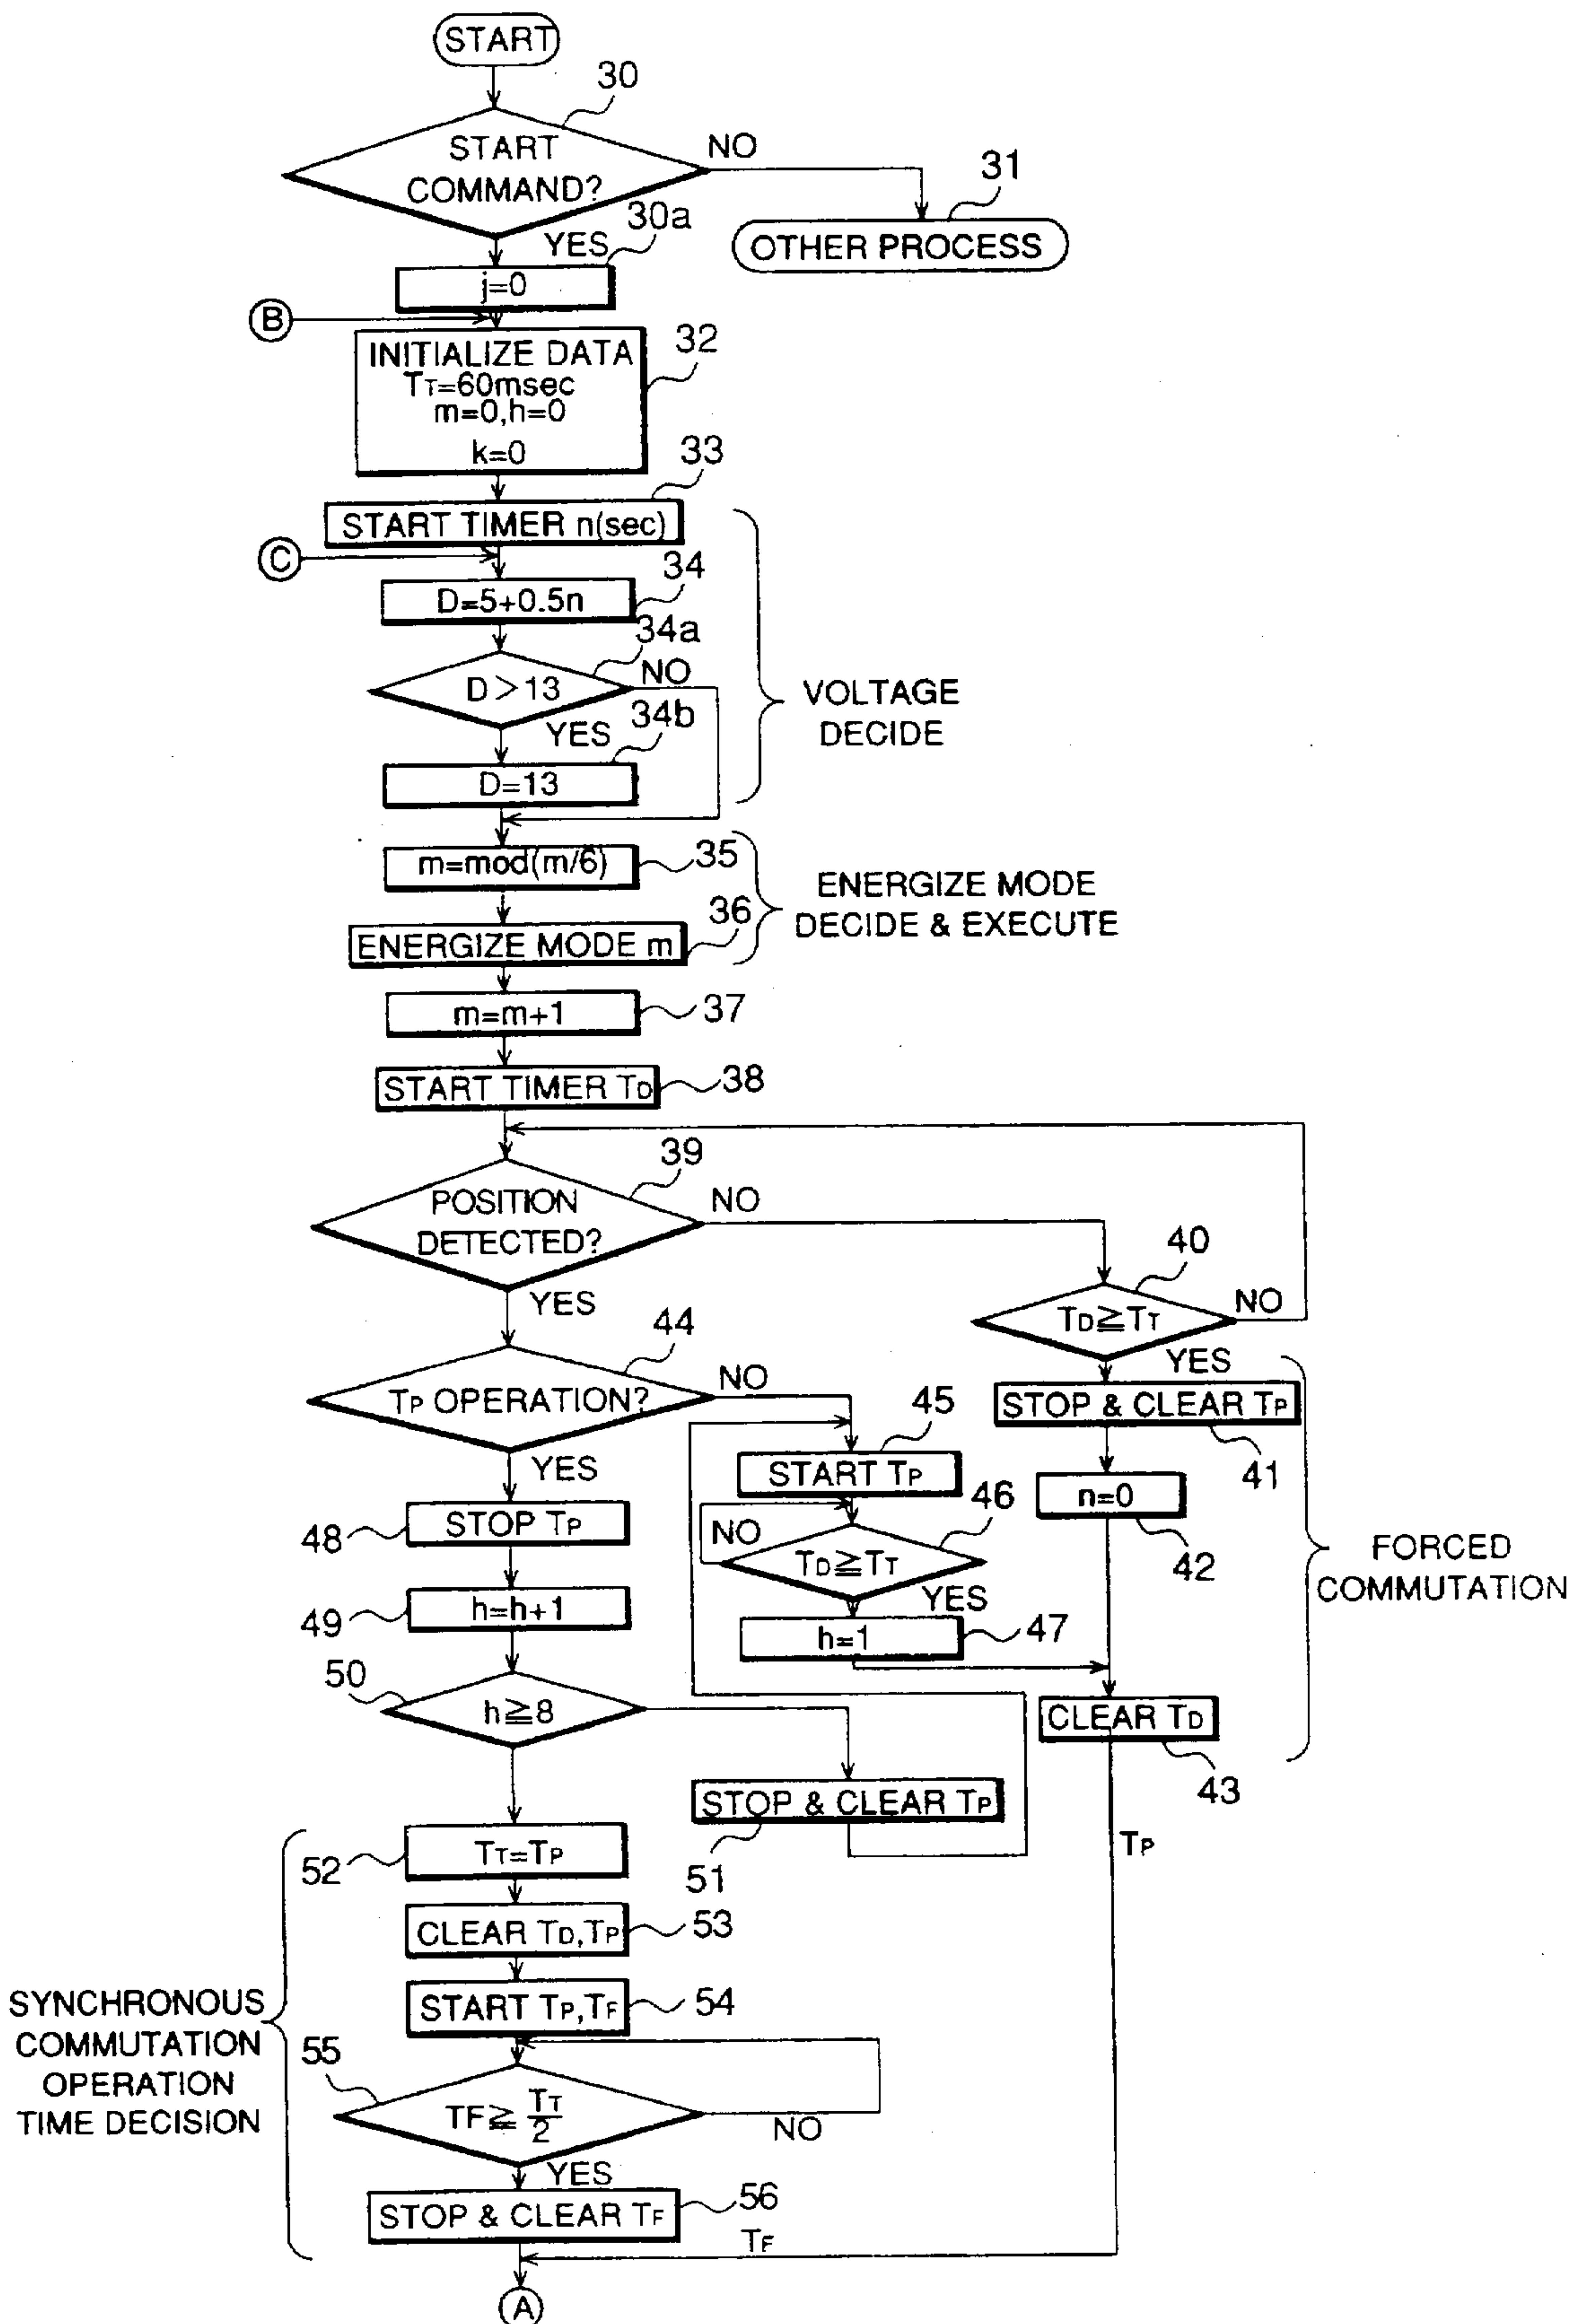 START
30
START
COMMAND?
NO
31
OTHER PROCESS
YES
30a
j=0
B
INITIALIZE DATA
TT=60msec
m=0,h=0
k=0
32
33
START TIMER n(sec)
C
34
D=5+0.5n
34a
D>13
NO
YES
34b
D=13
VOLTAGE
DECIDE
m=mod(m/6)
35
ENERGIZE MODE m
36
ENERGIZE MODE
DECIDE & EXECUTE
m=m+1
37
START TIMER TD
38
39
POSITION
DETECTED?
NO
YES
40
TD≧TT
NO
YES
STOP & CLEAR TP
41
n=0
42
FORCED
COMMUTATION
44
TP OPERATION?
NO
YES
45
START TP
46
NO
TD≧TT
YES
h=1
47
48
STOP TP
49
h=h+1
50
h≧8
CLEAR TD
43
STOP & CLEAR TP
51
TP
52
TT=TP
CLEAR TD,TP
53
START TP,TF
54
SYNCHRONOUS
COMMUTATION
OPERATION
TIME DECISION
55
TF≧TT/2
NO
YES
STOP & CLEAR TF
56
TF
A